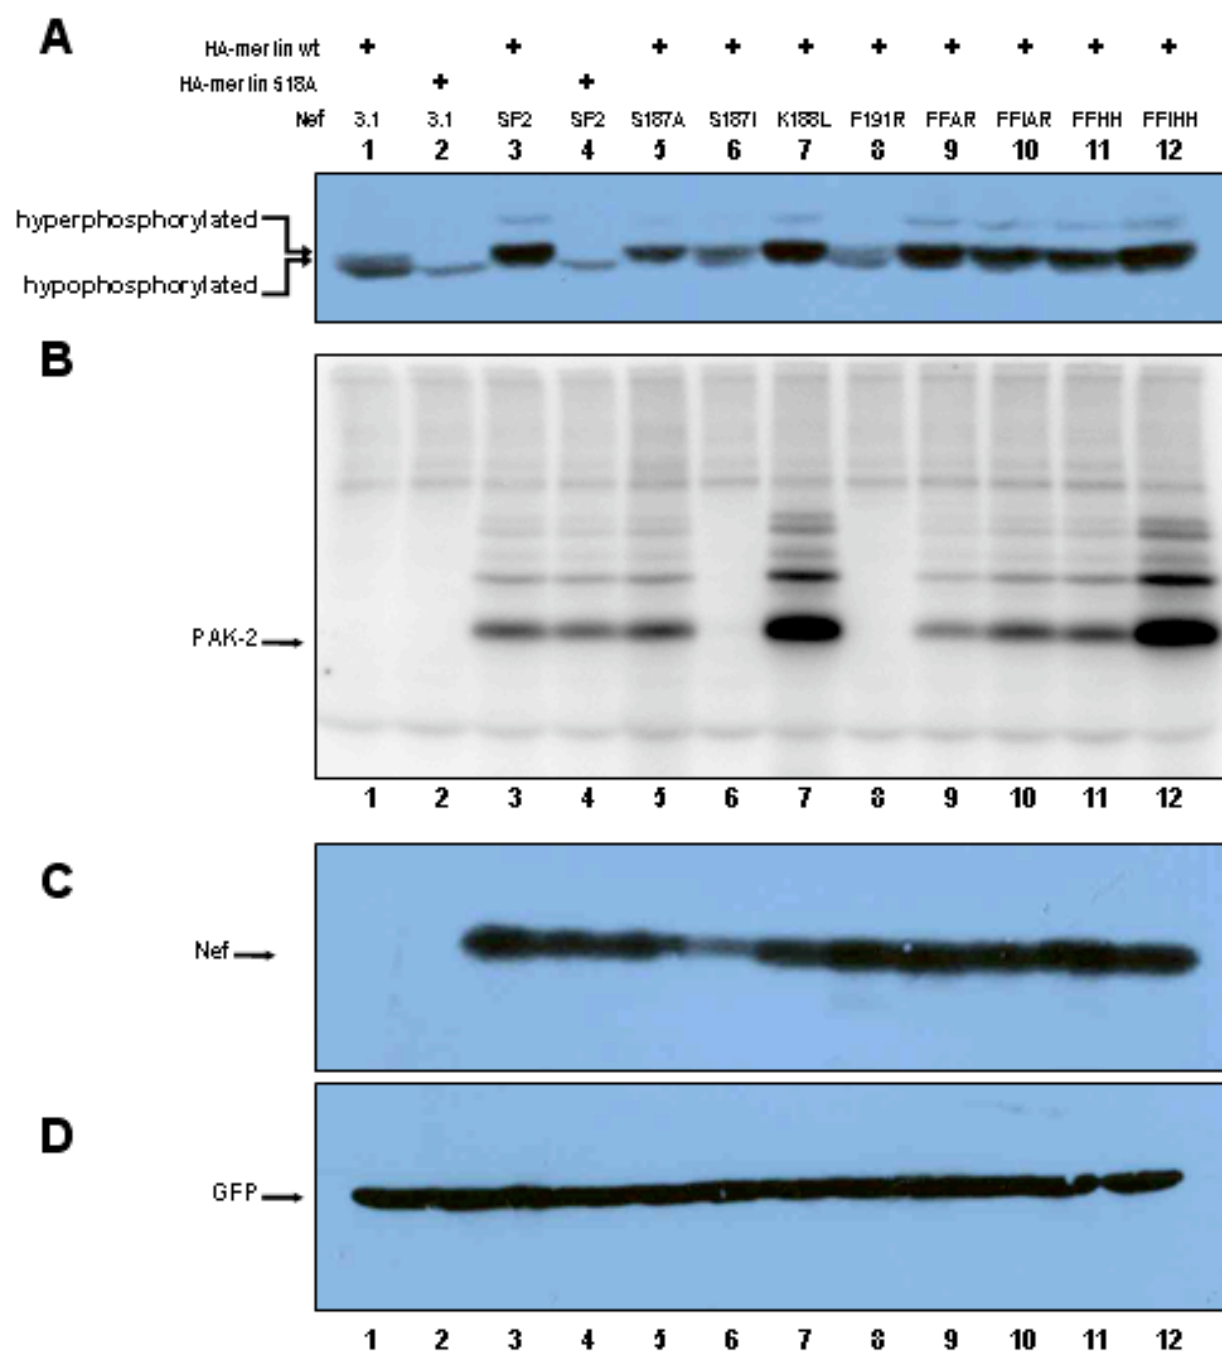 A
HA-merlin wt + + + + + + + + + +
HA-merlin 518A + +
Nef 3.1 3.1 SF2 SF2 S187A S187I K188L F191R FFAR FFIAR FFHH FFIHH
1 2 3 4 5 6 7 8 9 10 11 12
hyperphosphorylated
hypophosphorylated
B
PAK-2
1 2 3 4 5 6 7 8 9 10 11 12
C
Nef
D
GFP
1 2 3 4 5 6 7 8 9 10 11 12